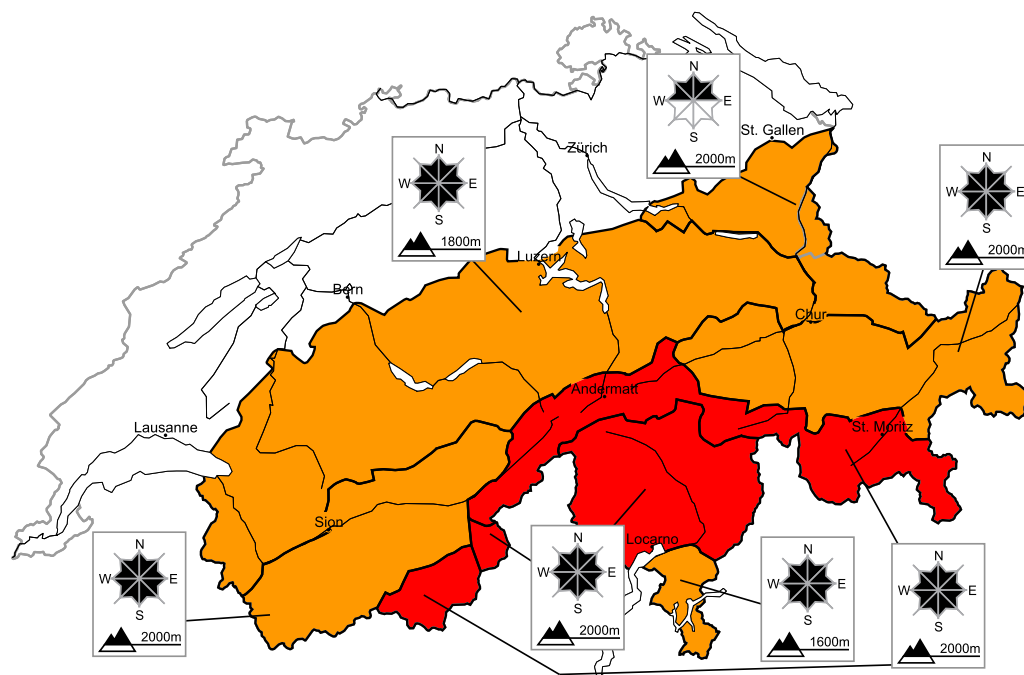 N
W E
S
2000m
St. Gallen
Zürich
N
W E
S
1800m
N
W E
S
2000m
Luzern
Bern
Chur
Andermatt
Lausanne
St. Moritz
Sion
Locarno
N
W E
S
2000m
N
W E
S
2000m
N
W E
S
1600m
N
W E
S
2000m